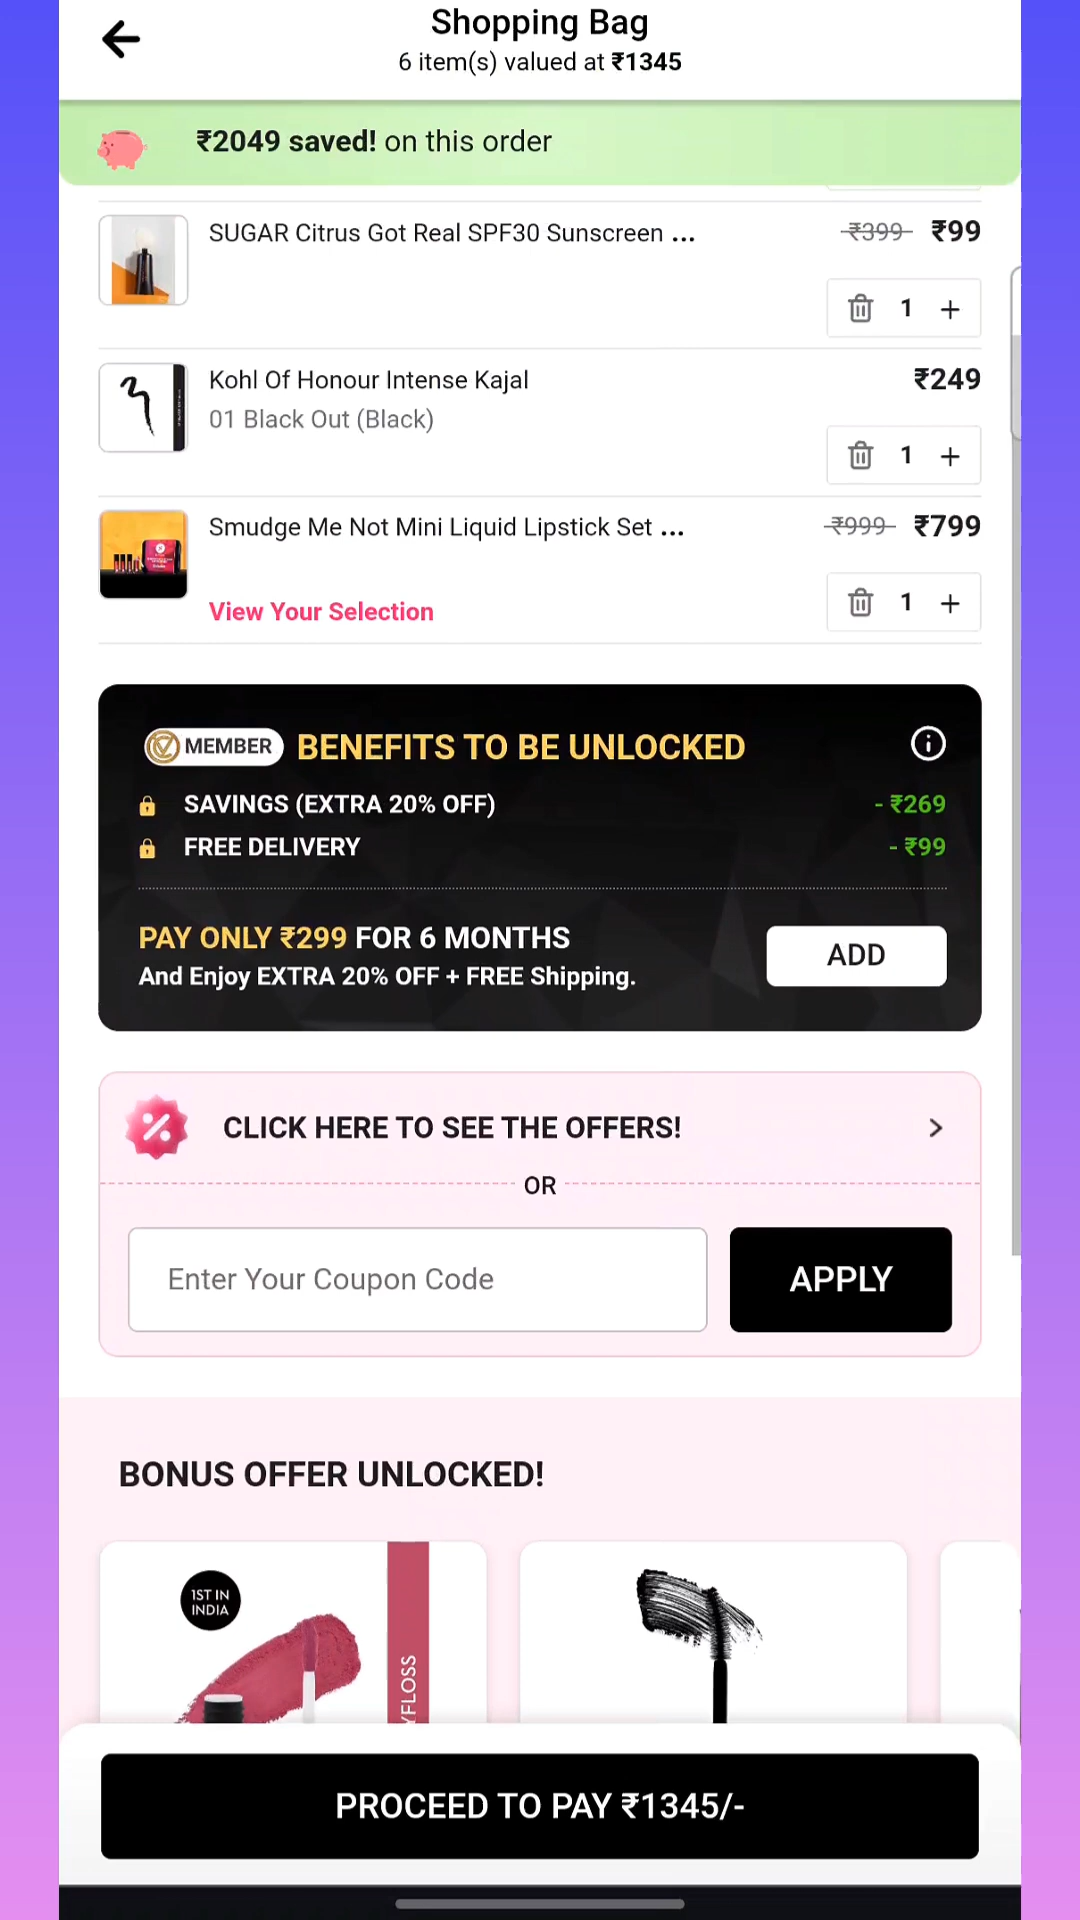 Shopping Bag
6 item(s) valued at ₹1345
₹2049 saved! on this order
SUGAR Citrus Got Real SPF30 Sunscreen ... ₹399 ₹99
1 +
Kohl Of Honour Intense Kajal ₹249
01 Black Out (Black)
1 +
Smudge Me Not Mini Liquid Lipstick Set ... ₹999 ₹799
View Your Selection 1 +
MEMBER BENEFITS TO BE UNLOCKED
SAVINGS (EXTRA 20% OFF) - ₹269
FREE DELIVERY - ₹99
PAY ONLY ₹299 FOR 6 MONTHS
And Enjoy EXTRA 20% OFF + FREE Shipping.
ADD
CLICK HERE TO SEE THE OFFERS!
OR
Enter Your Coupon Code APPLY
BONUS OFFER UNLOCKED!
1ST IN
INDIA
YFLOSS
PROCEED TO PAY ₹1345/-